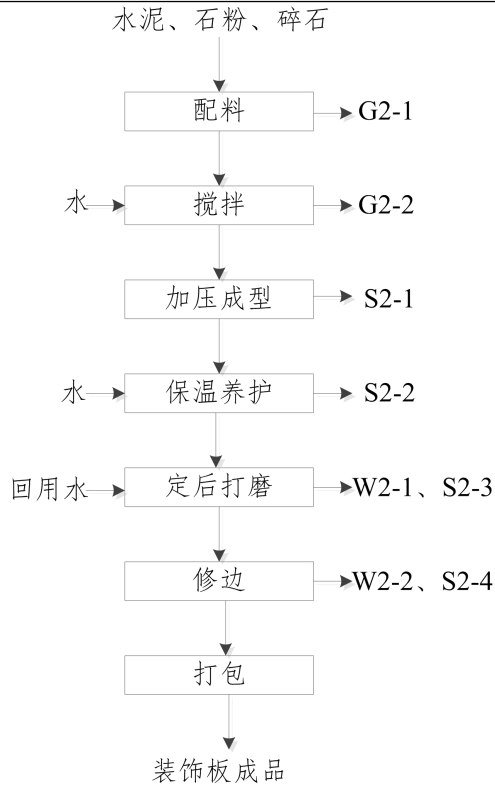 水泥、石粉、碎石
配料 G2-1
水 搅拌 G2-2
加压成型 S2-1
水 保温养护 S2-2
回用水 定后打磨 W2-1、S2-3
修边 W2-2、S2-4
打包
装饰板成品